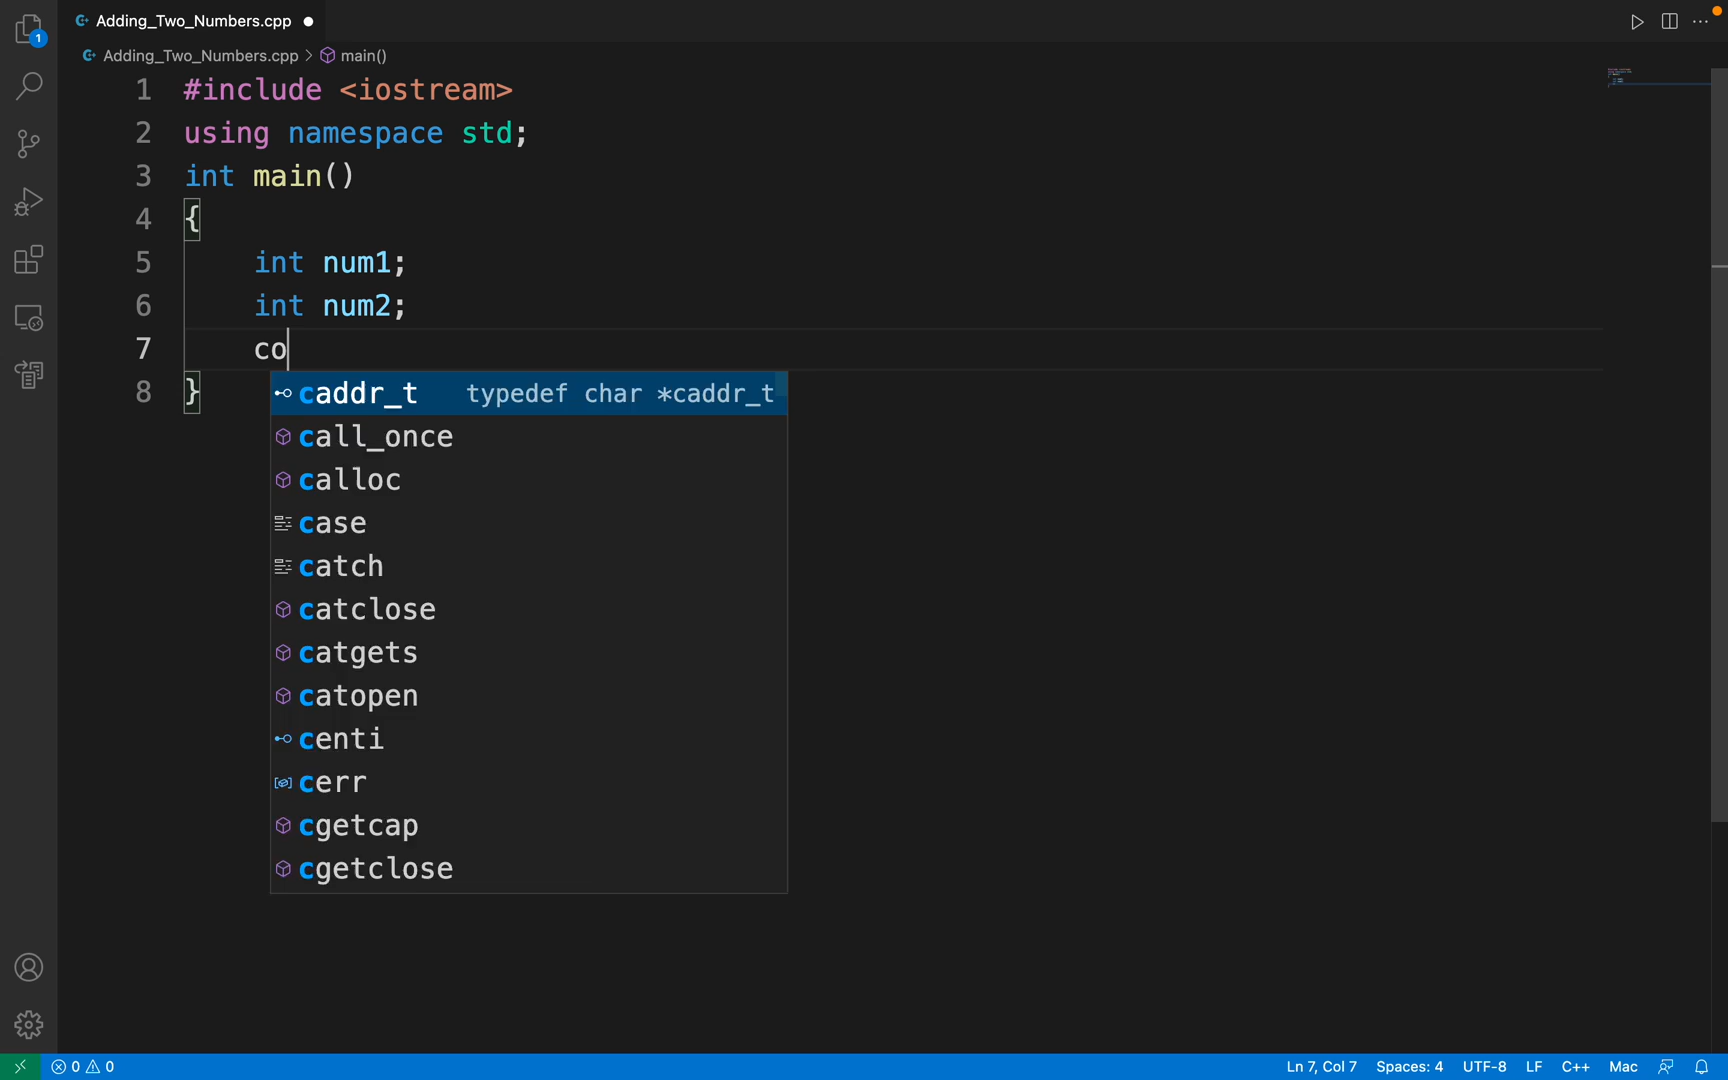 Adding_Two_Numbers.cpp
Adding_Two_Numbers.cpp > main()
1 #include <iostream>
2 using namespace std;
3 int main()
4 {
5 int num1;
6 int num2;
7 co
8 }
caddr_t typedef char *caddr_t
call_once
calloc
case
catch
catclose
catgets
catopen
centi
cerr
cgetcap
cgetclose
1
0 0 Ln 7, Col 7 Spaces: 4 UTF-8 LF C++ Mac